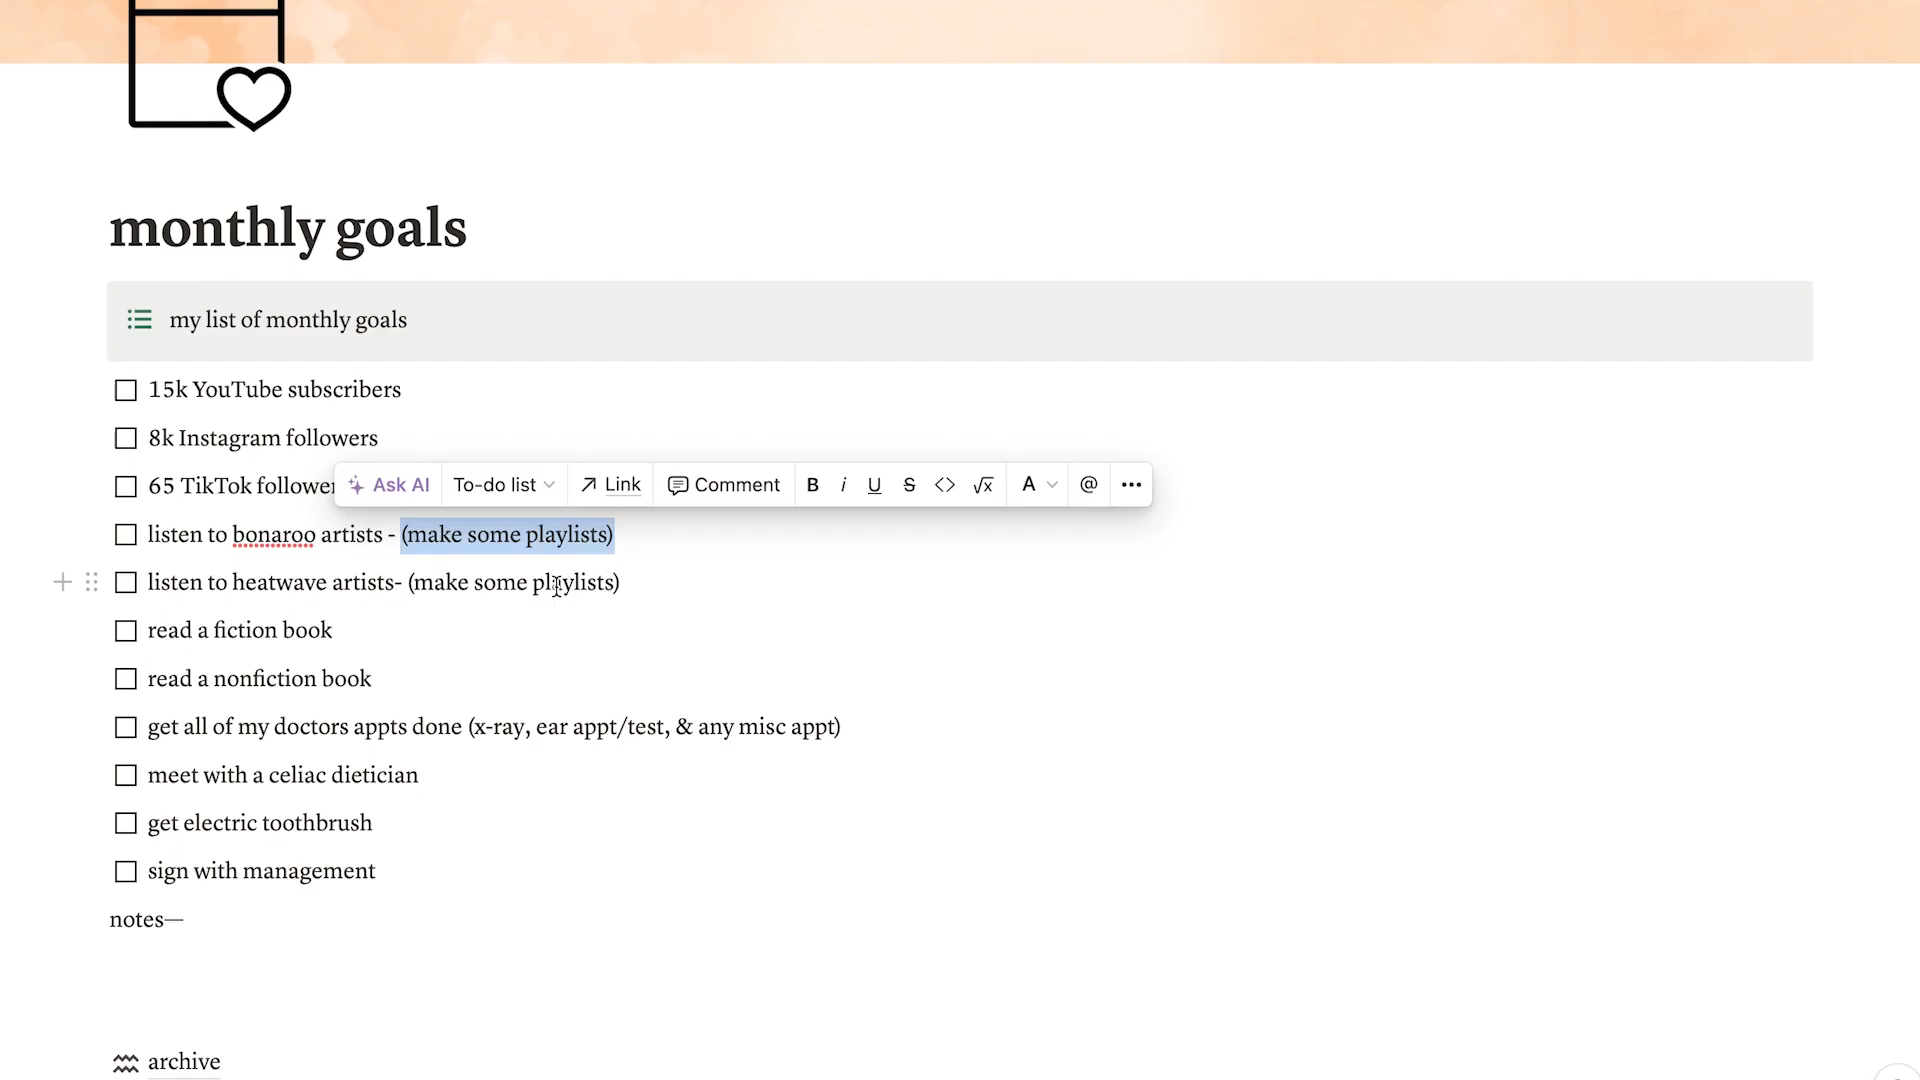 monthly goals
my list of monthly goals
15k YouTube subscribers
8k Instagram followers
65 TikTok
Ask AI To-do list Link Comment B i U S <> √x A @ •••
listen to bonaroo artists - (make some playlists)
listen to heatwave artists- (make some playlists)
read a fiction book
read a nonfiction book
get all of my doctors appts done (x-ray, ear appt/test, & any misc appt)
meet with a celiac dietician
get electric toothbrush
sign with management
notes—
archive